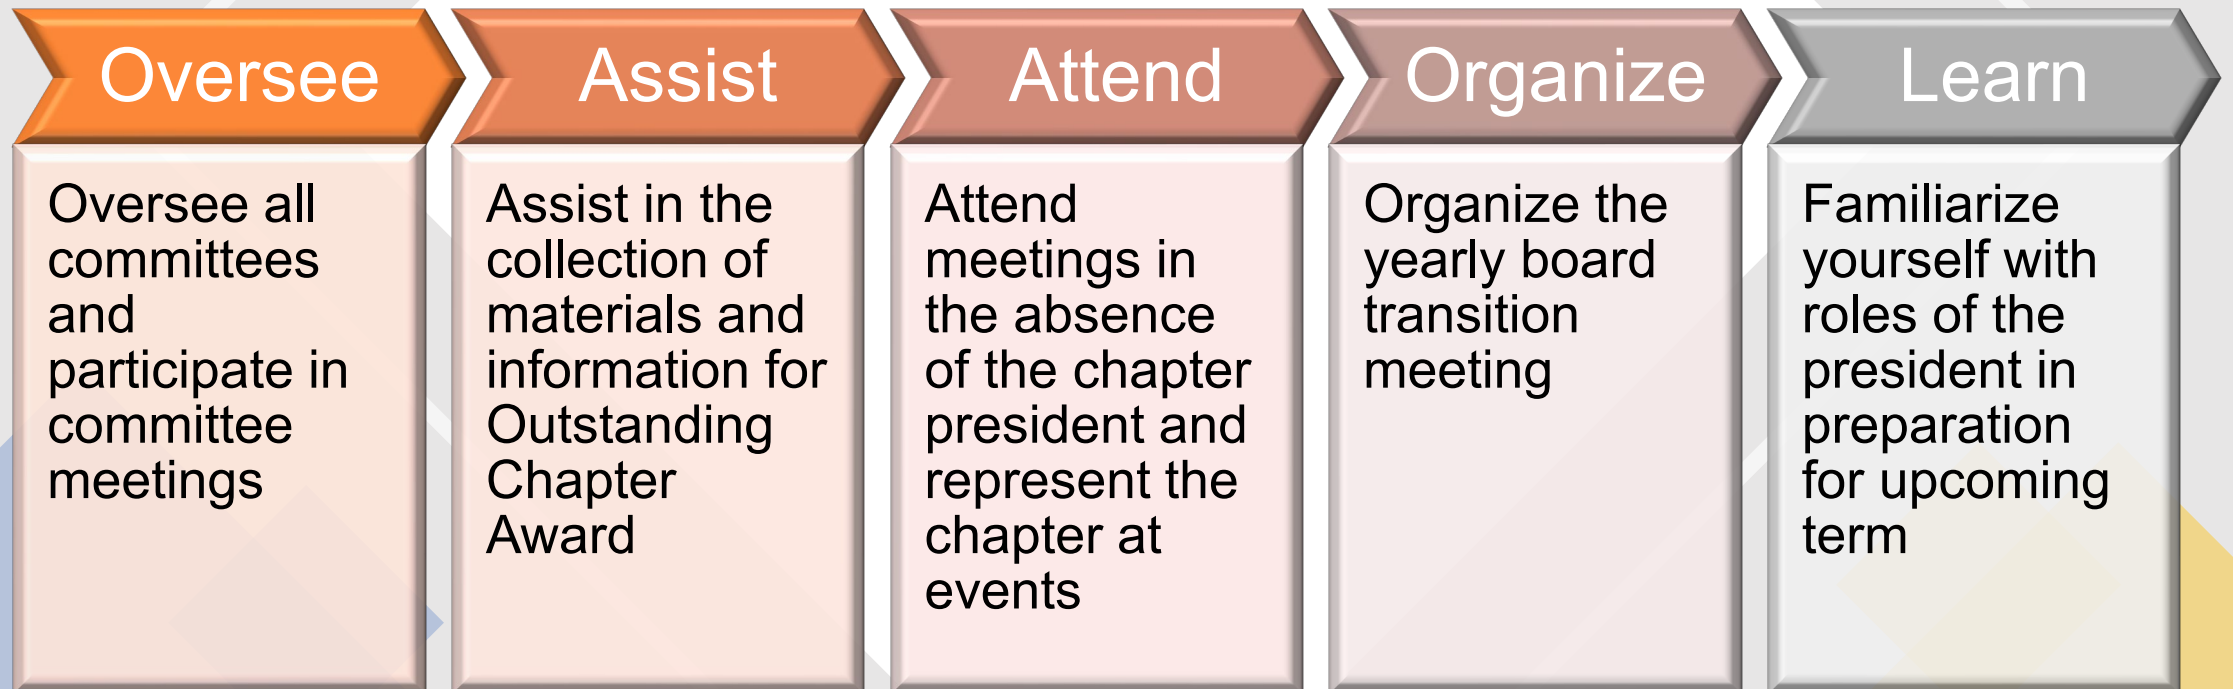 Oversee
Oversee all
committees
and
participate in
committee
meetings
Assist
Assist in the
collection of
materials and
information for
Outstanding
Chapter
Award
Attend
Attend
meetings in
the absence
of the chapter
president and
represent the
chapter at
events
Organize
Organize the
yearly board
transition
meeting
Learn
Familiarize
yourself with
roles of the
president in
preparation
for upcoming
term